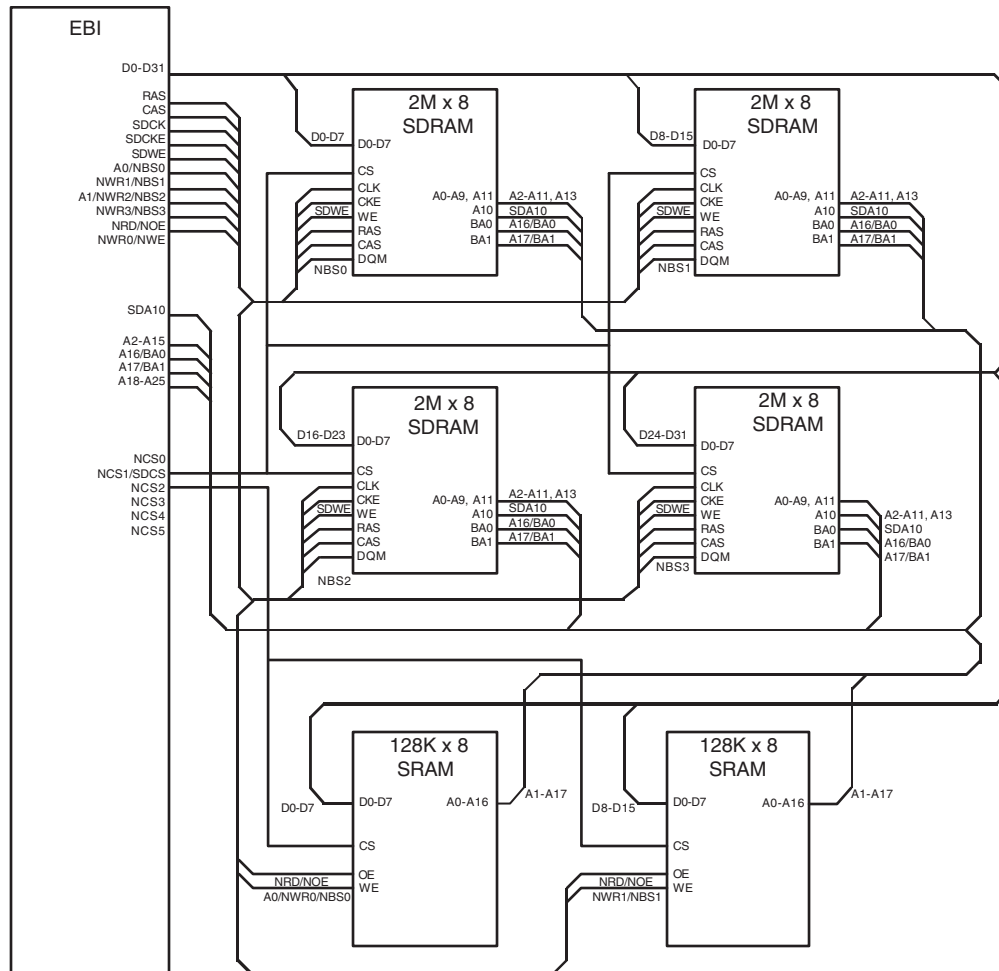 EBI
D0-D31
RAS
CAS
SDCK
SDCKE
SDWE
A0/NBS0
NWR1/NBS1
A1/NWR2/NBS2
NWR3/NBS3
NRD/NOE
NWR0/NWE
SDA10
A2-A15
A16/BA0
A17/BA1
A18-A25
NCS0
NCS1/SDCS
NCS2
NCS3
NCS4
NCS5
2M x 8
SDRAM
D0-D7
D0-D7
CS
CLK
CKE
SDWE
WE
RAS
CAS
DQM
NBS0
A0-A9, A11
A10
BA0
BA1
A2-A11, A13
SDA10
A16/BA0
A17/BA1
2M x 8
SDRAM
D8-D15
D0-D7
CS
CLK
CKE
SDWE
WE
RAS
CAS
DQM
NBS1
A0-A9, A11
A10
BA0
BA1
A2-A11, A13
SDA10
A16/BA0
A17/BA1
2M x 8
SDRAM
D16-D23
D0-D7
CS
CLK
CKE
SDWE
WE
RAS
CAS
DQM
NBS2
A0-A9, A11
A10
BA0
BA1
A2-A11, A13
SDA10
A16/BA0
A17/BA1
2M x 8
SDRAM
D24-D31
D0-D7
CS
CLK
CKE
SDWE
WE
RAS
CAS
DQM
NBS3
A0-A9, A11
A10
BA0
BA1
A2-A11, A13
SDA10
A16/BA0
A17/BA1
128K x 8
SRAM
D0-D7
D0-D7
A0-A16
A1-A17
CS
OE
NRD/NOE
WE
A0/NWR0/NBS0
128K x 8
SRAM
D8-D15
D0-D7
A0-A16
A1-A17
CS
OE
NRD/NOE
WE
NWR1/NBS1